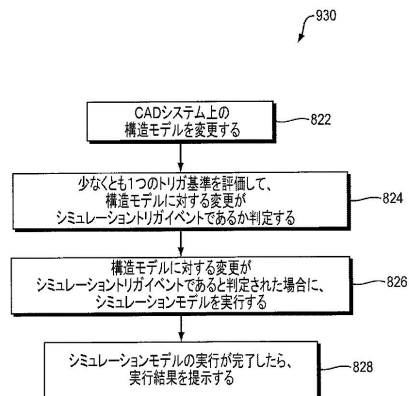 930
CADシステム上の
構造モデルを変更する
822
少なくとも1つのトリガ基準を評価して、
構造モデルに対する変更が
シミュレーショントリガイベントであるか判定する
824
構造モデルに対する変更が
シミュレーショントリガイベントであると判定された場合に、
シミュレーションモデルを実行する
826
シミュレーションモデルの実行が完了したら、
実行結果を提示する
828